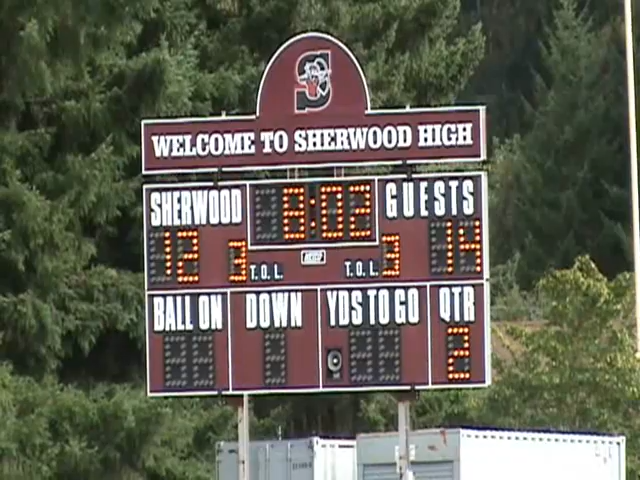 S
WELCOME TO SHERWOOD HIGH
SHERWOOD 8:02 GUESTS
12 3 T.O.L. T.O.L. 3 14
BALL ON DOWN YDS TO GO QTR
2